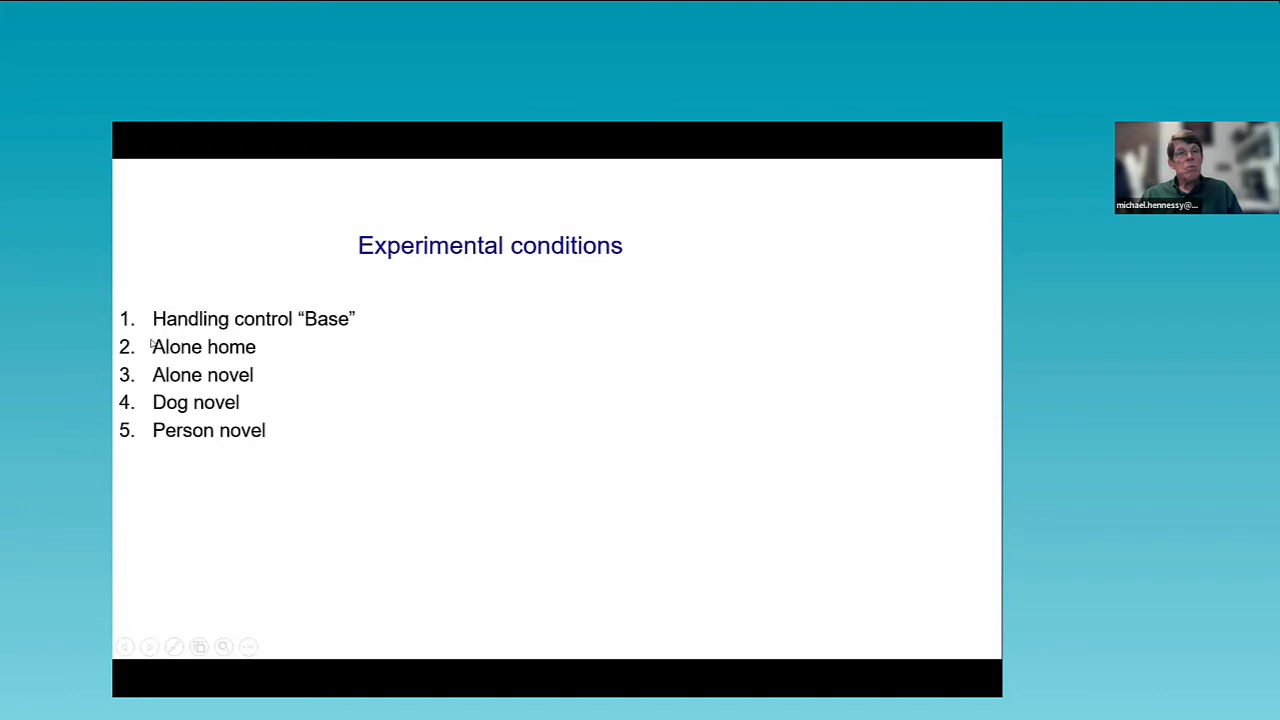 Experimental conditions
1. Handling control “Base”
2. Alone home
3. Alone novel
4. Dog novel
5. Person novel
michael.hennessy@...